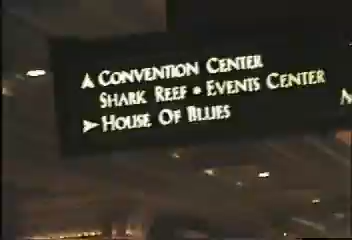 A CONVENTION CENTER
SHARK REEF • EVENTS CENTER
➤ HOUSE OF BLUES